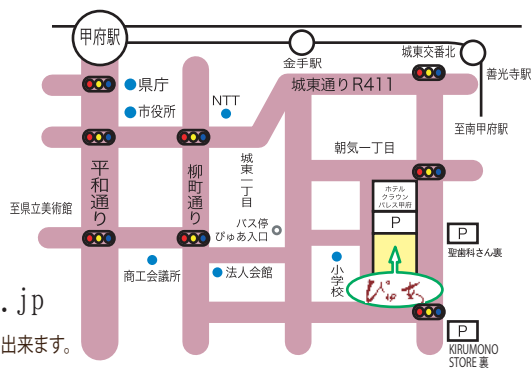 甲府駅
金手駅
城東交番北
善光寺駅
県庁
城東通りR411
市役所
NTT
至南甲府駅
朝気一丁目
城東一丁目
平和通り
柳町通り
ホテル
クラウン
パレス甲府
P
至県立美術館
バス停
ぴゅあ入口
P
聖歯科さん裏
商工会議所
法人会館
小学校
ぴゅあ
.jp
P
出来ます。
KIRUMONO
STORE 裏